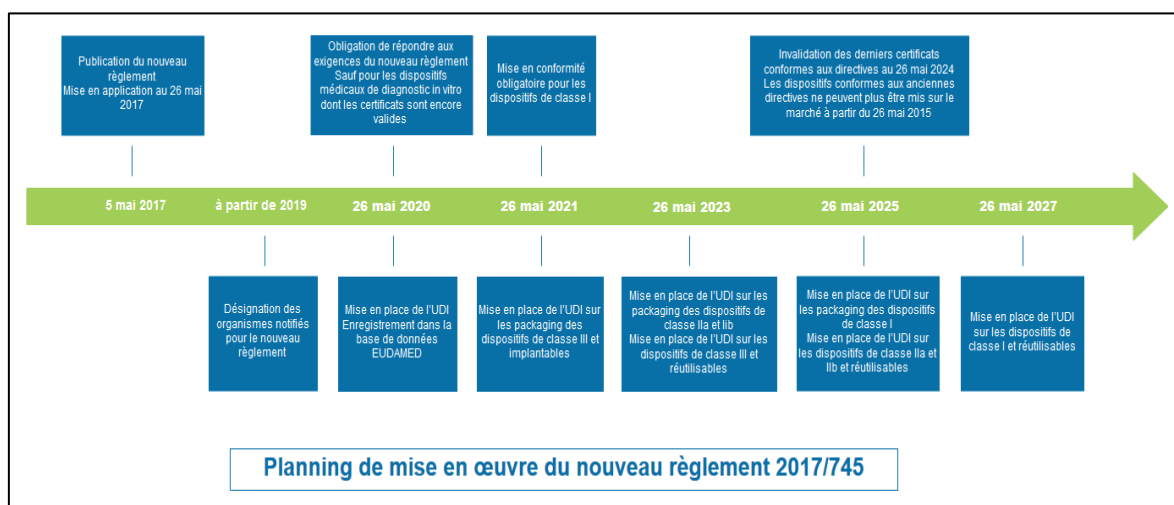 Publication du nouveau
règlement
Mise en application au 26 mai
2017
Obligation de répondre aux
exigences du nouveau règlement
Sauf pour les dispositifs
médicaux de diagnostic in vitro
dont les certificats sont encore
valides
Mise en conformité
obligatoire pour les
dispositifs de classe I
Invalidation des derniers certificats
conformes aux directives au 26 mai 2024
Les dispositifs conformes aux anciennes
directives ne peuvent plus être mis sur le
marché à partir du 26 mai 2015
5 mai 2017
à partir de 2019
26 mai 2020
26 mai 2021
26 mai 2023
26 mai 2025
26 mai 2027
Désignation des
organismes notifiés
pour le nouveau
règlement
Mise en place de l'UDI
Enregistrement dans la
base de données
EUDAMED
Mise en place de l'UDI sur
les packaging des
dispositifs de classe III et
implantables
Mise en place de l'UDI sur les
packaging des dispositifs de
classe IIa et Iib
Mise en place de l'UDI sur les
dispositifs de classe III et
réutilisables
Mise en place de l'UDI sur
les packaging des dispositifs
de classe I
Mise en place de l'UDI sur
les dispositifs de classe IIa et
IIb et réutilisables
Mise en place de l'UDI
sur les dispositifs de
classe I et réutilisables
Planning de mise en œuvre du nouveau règlement 2017/745